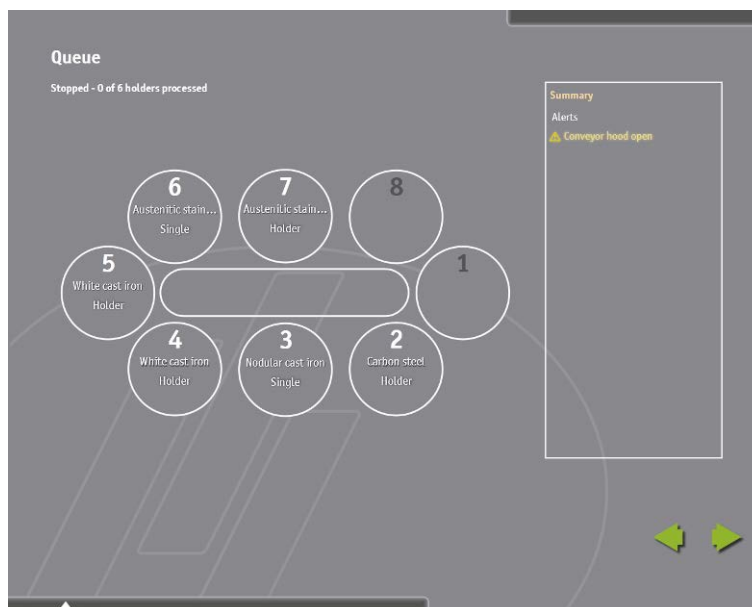 Queue
Stopped - 0 of 6 holders processed
Summary
Alerts
Conveyor hood open
6
Austenitic stain...
Single
7
Austenitic stain...
Holder
8
5
White cast iron
Holder
1
4
White cast iron
Holder
3
Nodular cast iron
Single
2
Carbon steel
Holder